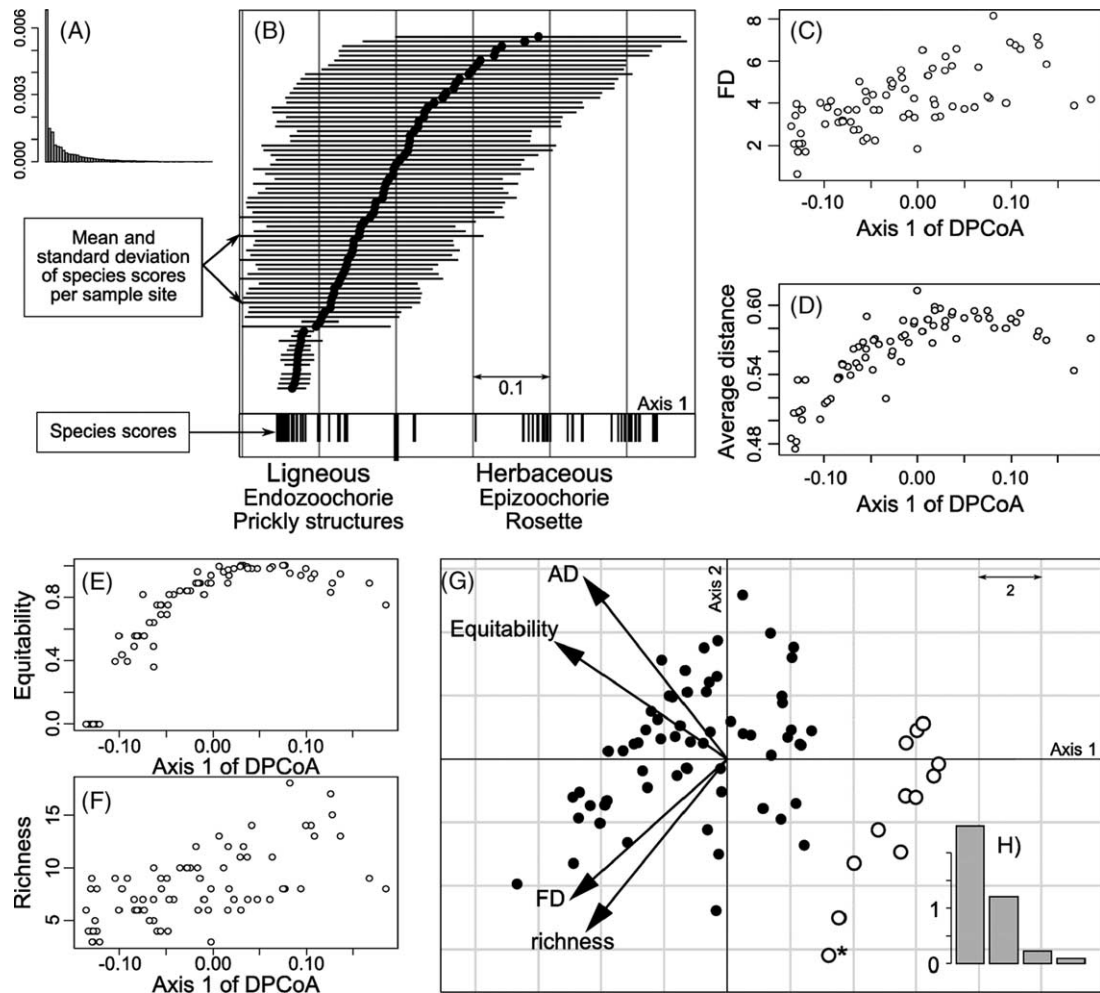 (A)
0.006
0.003
0.000
(B)
Mean and
standard deviation
of species scores
per sample site
0.1
Axis 1
Species scores
Ligneous
Endozoochorie
Prickly structures
Herbaceous
Epizoochorie
Rosette
(C)
FD
8
6
4
2
-0.10
0.00
0.10
Axis 1 of DPCoA
(D)
Average distance
0.60
0.54
0.48
-0.10
0.00
0.10
Axis 1 of DPCoA
(E)
Equitability
0.8
0.4
0.0
-0.10
0.00
0.10
Axis 1 of DPCoA
(F)
Richness
15
10
5
-0.10
0.00
0.10
Axis 1 of DPCoA
(G)
AD
Equitability
FD
richness
Axis 2
2
Axis 1
*
H)
1
0